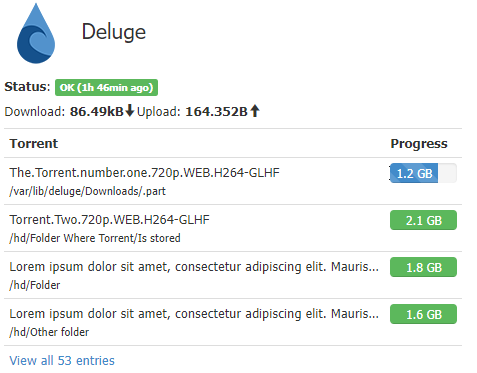 Deluge
Status: OK (1h 46min ago)
Download: 86.49kB Upload: 164.352B
Torrent Progress
The.Torrent.number.one.720p.WEB.H264-GLHF 1.2 GB
/var/lib/deluge/Downloads/.part
Torrent.Two.720p.WEB.H264-GLHF 2.1 GB
/hd/Folder Where Torrent/Is stored
Lorem ipsum dolor sit amet, consectetur adipiscing elit. Mauris... 1.8 GB
/hd/Folder
Lorem ipsum dolor sit amet, consectetur adipiscing elit. Mauris... 1.6 GB
/hd/Other folder
View all 53 entries